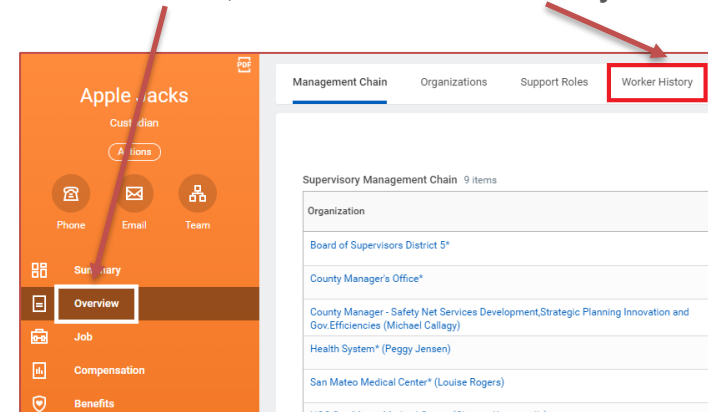 PDF
Apple Jacks
Custodian
Actions
Phone
Email
Team
Summary
Overview
Job
Compensation
Benefits
Management Chain
Organizations
Support Roles
Worker History
Supervisory Management Chain 9 items
Organization
Board of Supervisors District 5*
County Manager's Office*
County Manager - Safety Net Services Development,Strategic Planning Innovation and
Gov.Efficiencies (Michael Callagy)
Health System* (Peggy Jensen)
San Mateo Medical Center* (Louise Rogers)